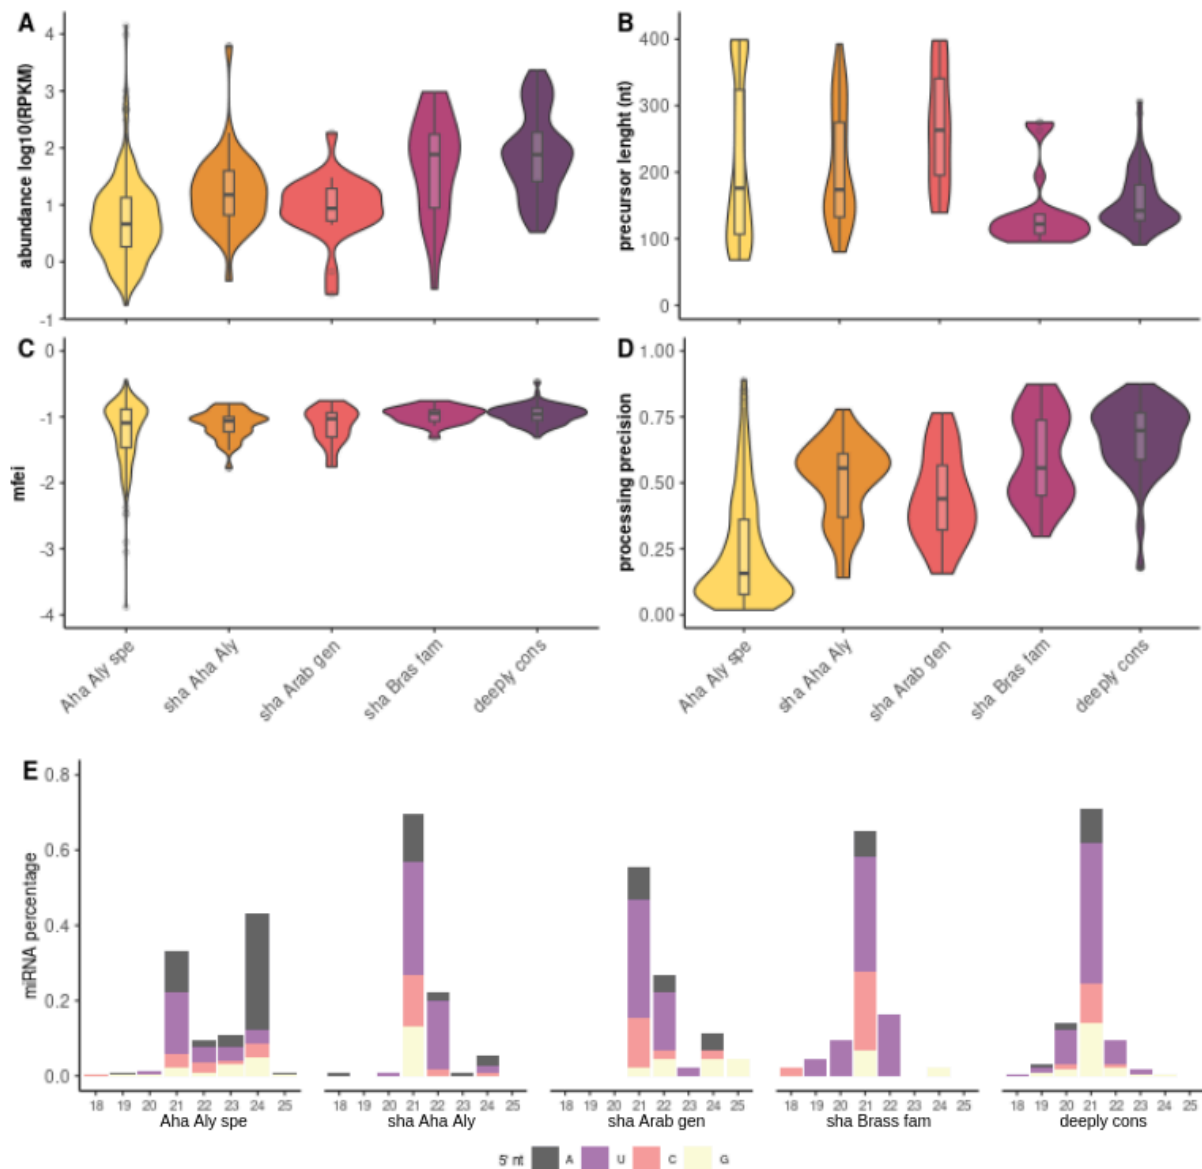 A
abundance log10(RPKM)
4
3
2
1
0
-1
B
precursor lenght (nt)
400
300
200
100
0
C
mfei
0
-1
-2
-3
-4
Aha Aly spe
sha Aha Aly
sha Arab gen
sha Bras fam
deeply cons
D
processing precision
1.00
0.75
0.50
0.25
0.00
Aha Aly spe
sha Aha Aly
sha Arab gen
sha Bras fam
deeply cons
E
miRNA percentage
0.8
0.6
0.4
0.2
0.0
18 19 20 21 22 23 24 25
Aha Aly spe
18 19 20 21 22 23 24 25
sha Aha Aly
18 19 20 21 22 23 24 25
sha Arab gen
18 19 20 21 22 23 24 25
sha Brass fam
18 19 20 21 22 23 24 25
deeply cons
5' nt A U C G